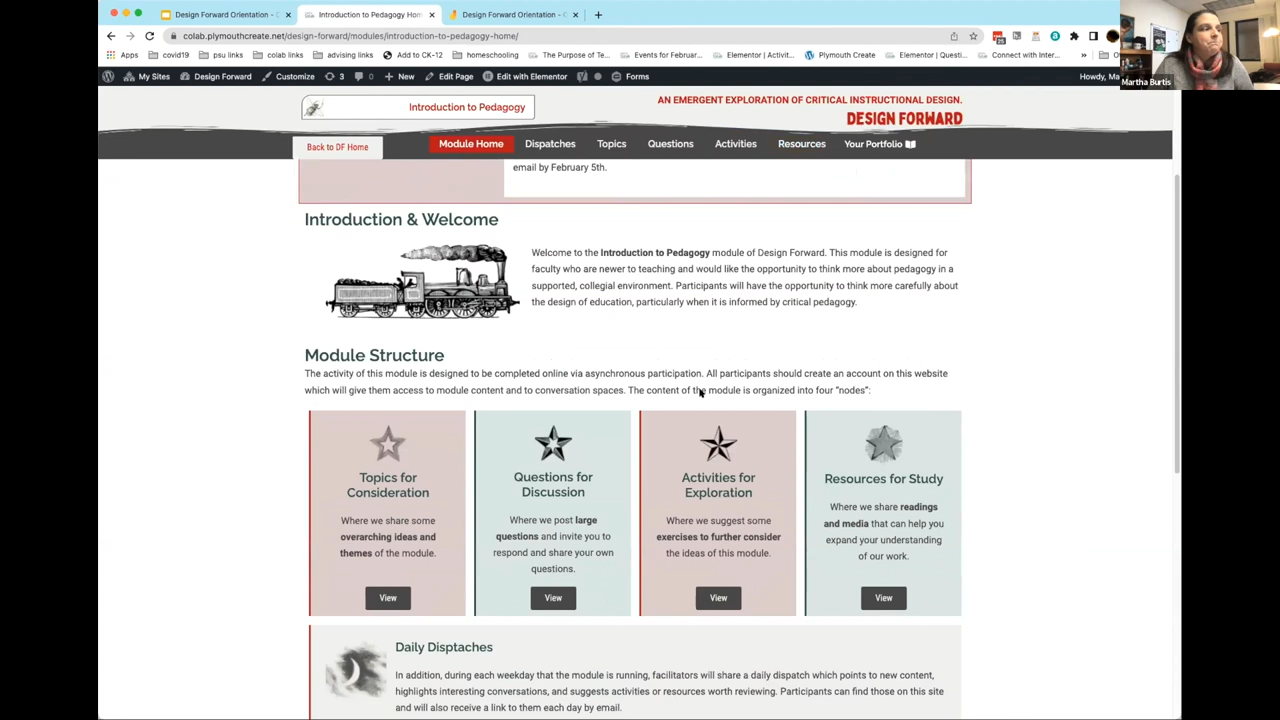 Design Forward Orientation - C
Introduction to Pedagogy Hom
Design Forward Orientation - C
colab.plymouthcreate.net/design-forward/modules/introduction-to-pedagogy-home/
Apps covid19 psu links colab links advising links Add to CK-12 homeschooling The Purpose of Te... Events for Februar... Elementor | Activit... Plymouth Create Elementor | Questi... Connect with Inter...
My Sites Design Forward Customize 3 0 New Edit Page Edit with Elementor Forms Howdy, Ma
Martha Burtis
Introduction to Pedagogy
AN EMERGENT EXPLORATION OF CRITICAL INSTRUCTIONAL DESIGN.
DESIGN FORWARD
Back to DF Home Module Home Dispatches Topics Questions Activities Resources Your Portfolio
email by February 5th.
Introduction & Welcome
Welcome to the Introduction to Pedagogy module of Design Forward. This module is designed for
faculty who are newer to teaching and would like the opportunity to think more about pedagogy in a
supported, collegial environment. Participants will have the opportunity to think more carefully about
the design of education, particularly when it is informed by critical pedagogy.
Module Structure
The activity of this module is designed to be completed online via asynchronous participation. All participants should create an account on this website
which will give them access to module content and to conversation spaces. The content of the module is organized into four “nodes”:
Topics for
Consideration
Where we share some
overarching ideas and
themes of the module.
View
Questions for
Discussion
Where we post large
questions and invite you to
respond and share your own
questions.
View
Activities for
Exploration
Where we suggest some
exercises to further consider
the ideas of this module.
View
Resources for Study
Where we share readings
and media that can help you
expand your understanding
of our work.
View
Daily Disptaches
In addition, during each weekday that the module is running, facilitators will share a daily dispatch which points to new content,
highlights interesting conversations, and suggests activities or resources worth reviewing. Participants can find those on this site
and will also receive a link to them each day by email.